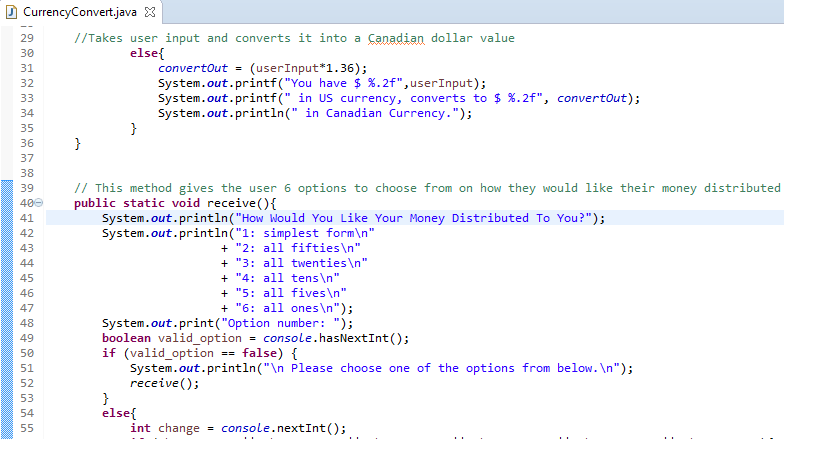 CurrencyConvert.java
29 //Takes user input and converts it into a Canadian dollar value
30 else{
31 convertOut = (userInput*1.36);
32 System.out.printf("You have $ %.2f",userInput);
33 System.out.printf(" in US currency, converts to $ %.2f", convertOut);
34 System.out.println(" in Canadian Currency.");
35 }
36 }
37
38
39 // This method gives the user 6 options to choose from on how they would like their money distributed
40 public static void receive(){
41 System.out.println("How Would You Like Your Money Distributed To You?");
42 System.out.println("1: simplest form\n"
43 + "2: all fifties\n"
44 + "3: all twenties\n"
45 + "4: all tens\n"
46 + "5: all fives\n"
47 + "6: all ones\n");
48 System.out.print("Option number: ");
49 boolean valid_option = console.hasNextInt();
50 if (valid_option == false) {
51 System.out.println("\n Please choose one of the options from below.\n");
52 receive();
53 }
54 else{
55 int change = console.nextInt();